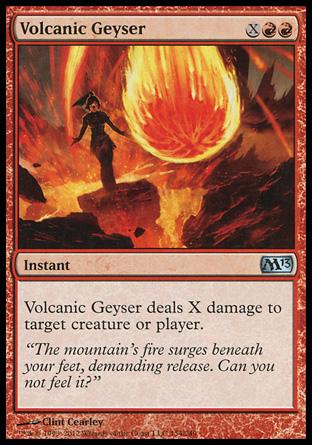 Volcanic Geyser X
Instant M13
Volcanic Geyser deals X damage to
target creature or player.
“The mountain’s fire surges beneath
your feet, demanding release. Can you
not feel it?”
Clint Cearley